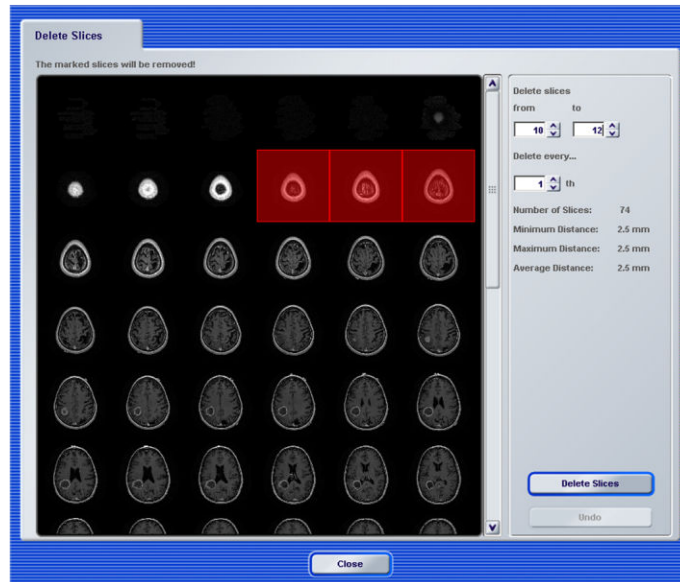 Delete Slices
The marked slices will be removed!
Delete slices
from to
10 12
Delete every...
1 th
Number of Slices: 74
Minimum Distance: 2.5 mm
Maximum Distance: 2.5 mm
Average Distance: 2.5 mm
Delete Slices
Undo
Close